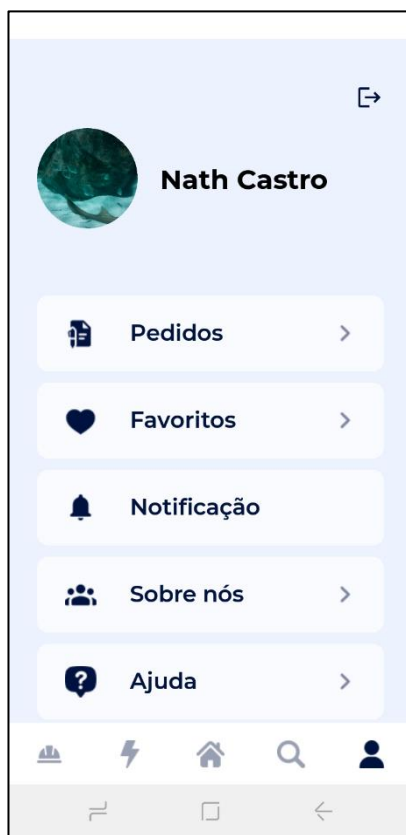 Nath Castro
Pedidos
Favoritos
Notificação
Sobre nós
Ajuda